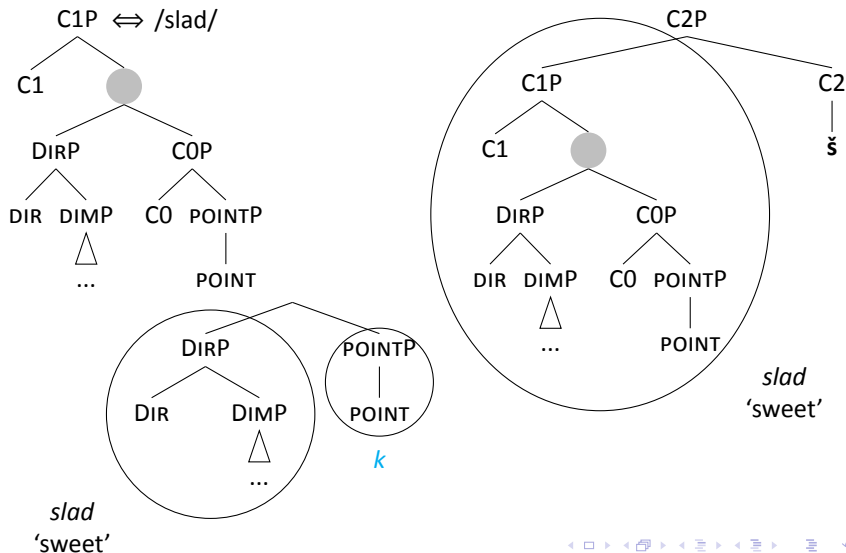 C1P ⇔ /slad/
C1
DIRP C0P
DIR DIMP C0 POINTP
... POINT
DIRP POINTP
DIR DIMP POINT
... k
slad
‘sweet’
C2P
C1P C2
C1 š
DIRP C0P
DIR DIMP C0 POINTP
... POINT
slad
‘sweet’